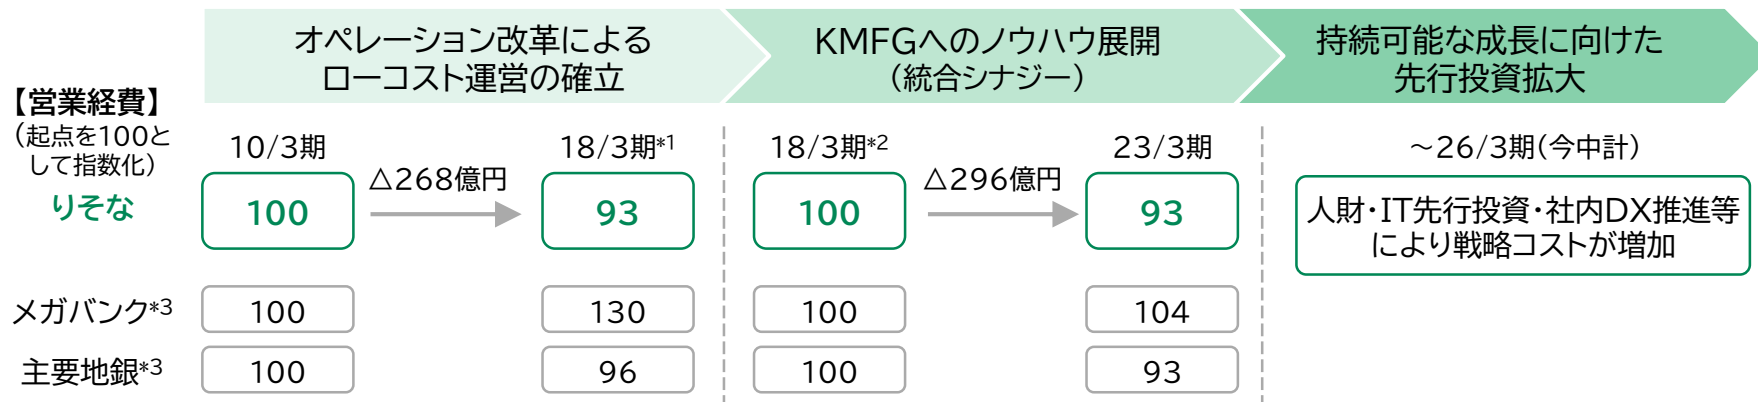 オペレーション改革による
ローコスト運営の確立
KMFGへのノウハウ展開
（統合シナジー）
持続可能な成長に向けた
先行投資拡大
【営業経費】
（起点を100と
して指数化）
りそな
10/3期
18/3期*1
18/3期*2
23/3期
～26/3期（今中計）
100
△268億円
93
100
△296億円
93
人財・IT先行投資・社内DX推進等
により戦略コストが増加
メガバンク*3
100
130
100
104
主要地銀*3
100
96
100
93